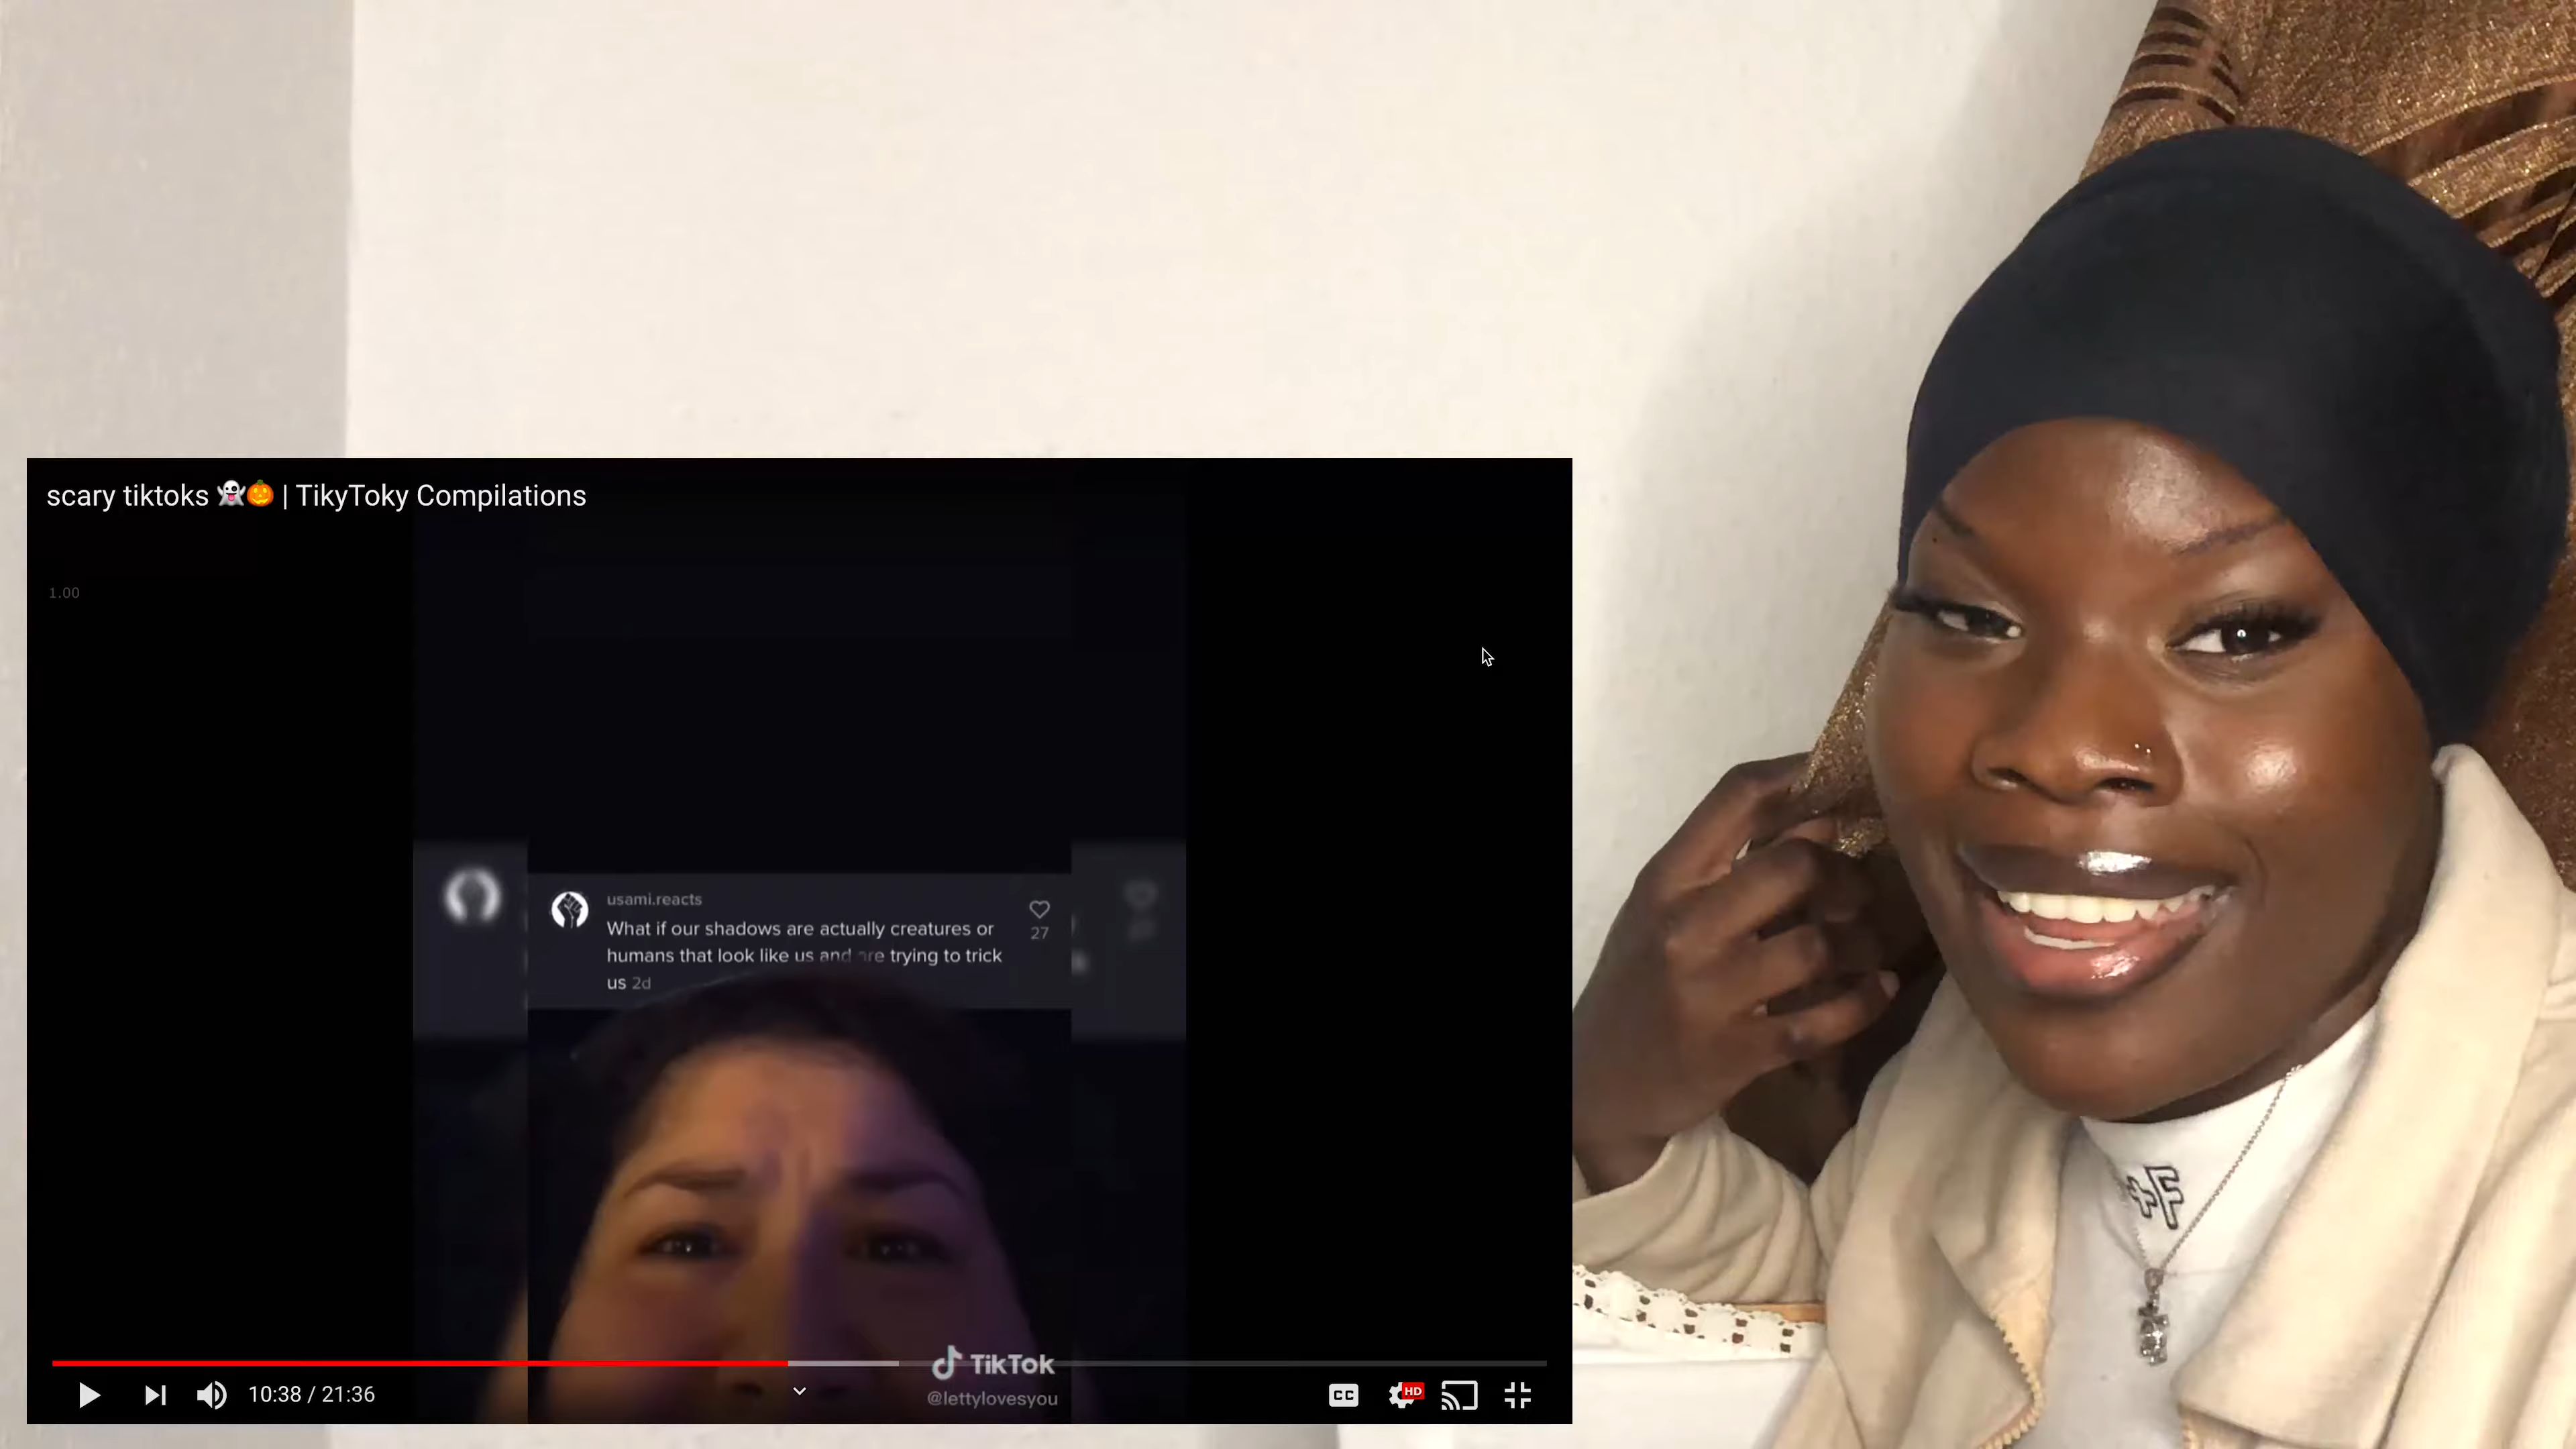 scary tiktoks 👻🎃 | TikyToky Compilations
1.00
usami.reacts
What if our shadows are actually creatures or
humans that look like us and are trying to trick
us 2d
27
TikTok
@lettylovesyou
10:38 / 21:36
CC
HD